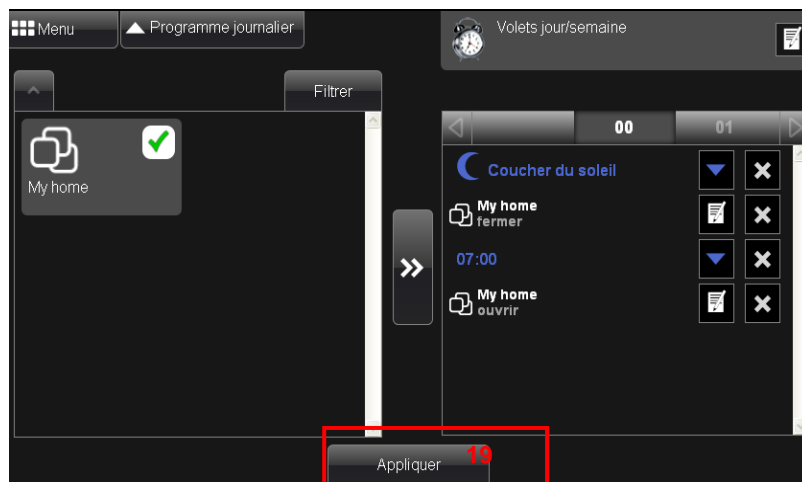 Menu
Programme journalier
Volets jour/semaine
Filtrer
My home
00
01
Coucher du soleil
My home
fermer
07:00
My home
ouvrir
Appliquer
19